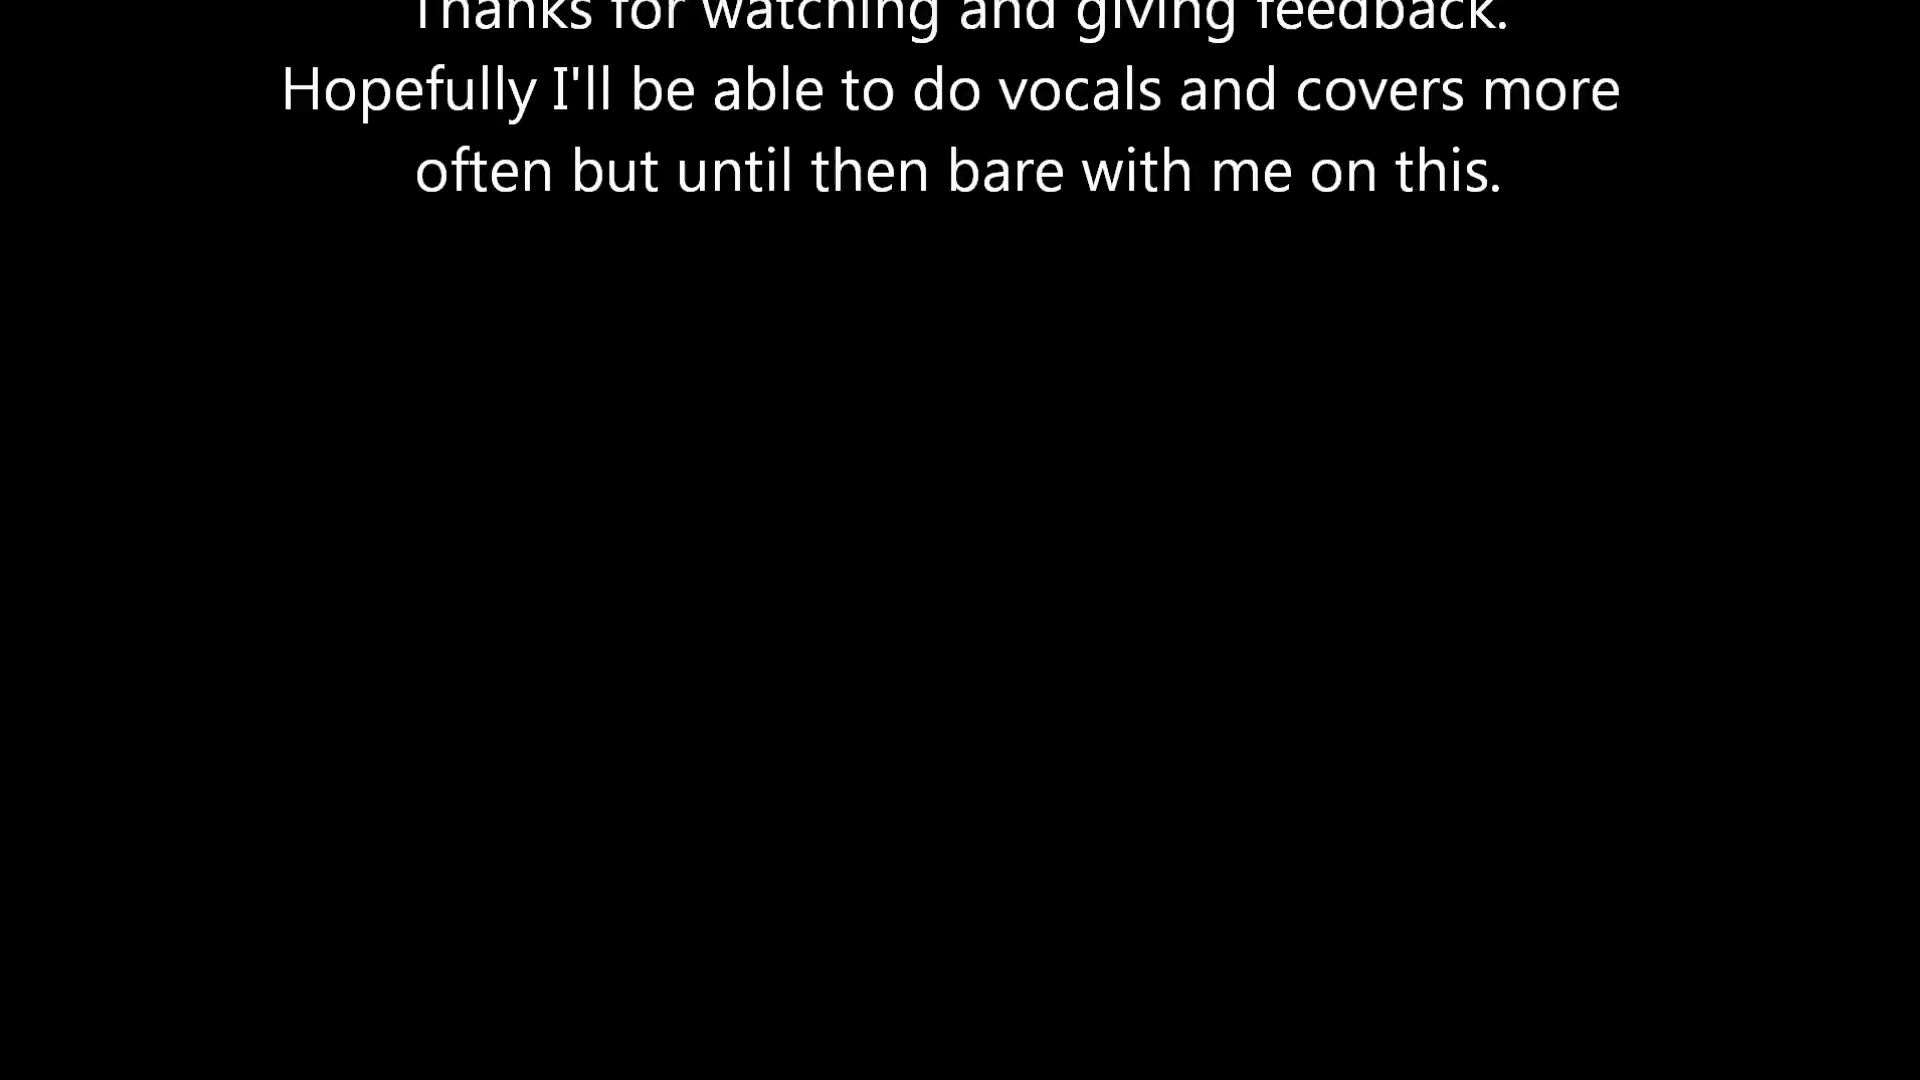 Thanks for watching and giving feedback.
Hopefully I'll be able to do vocals and covers more
often but until then bare with me on this.